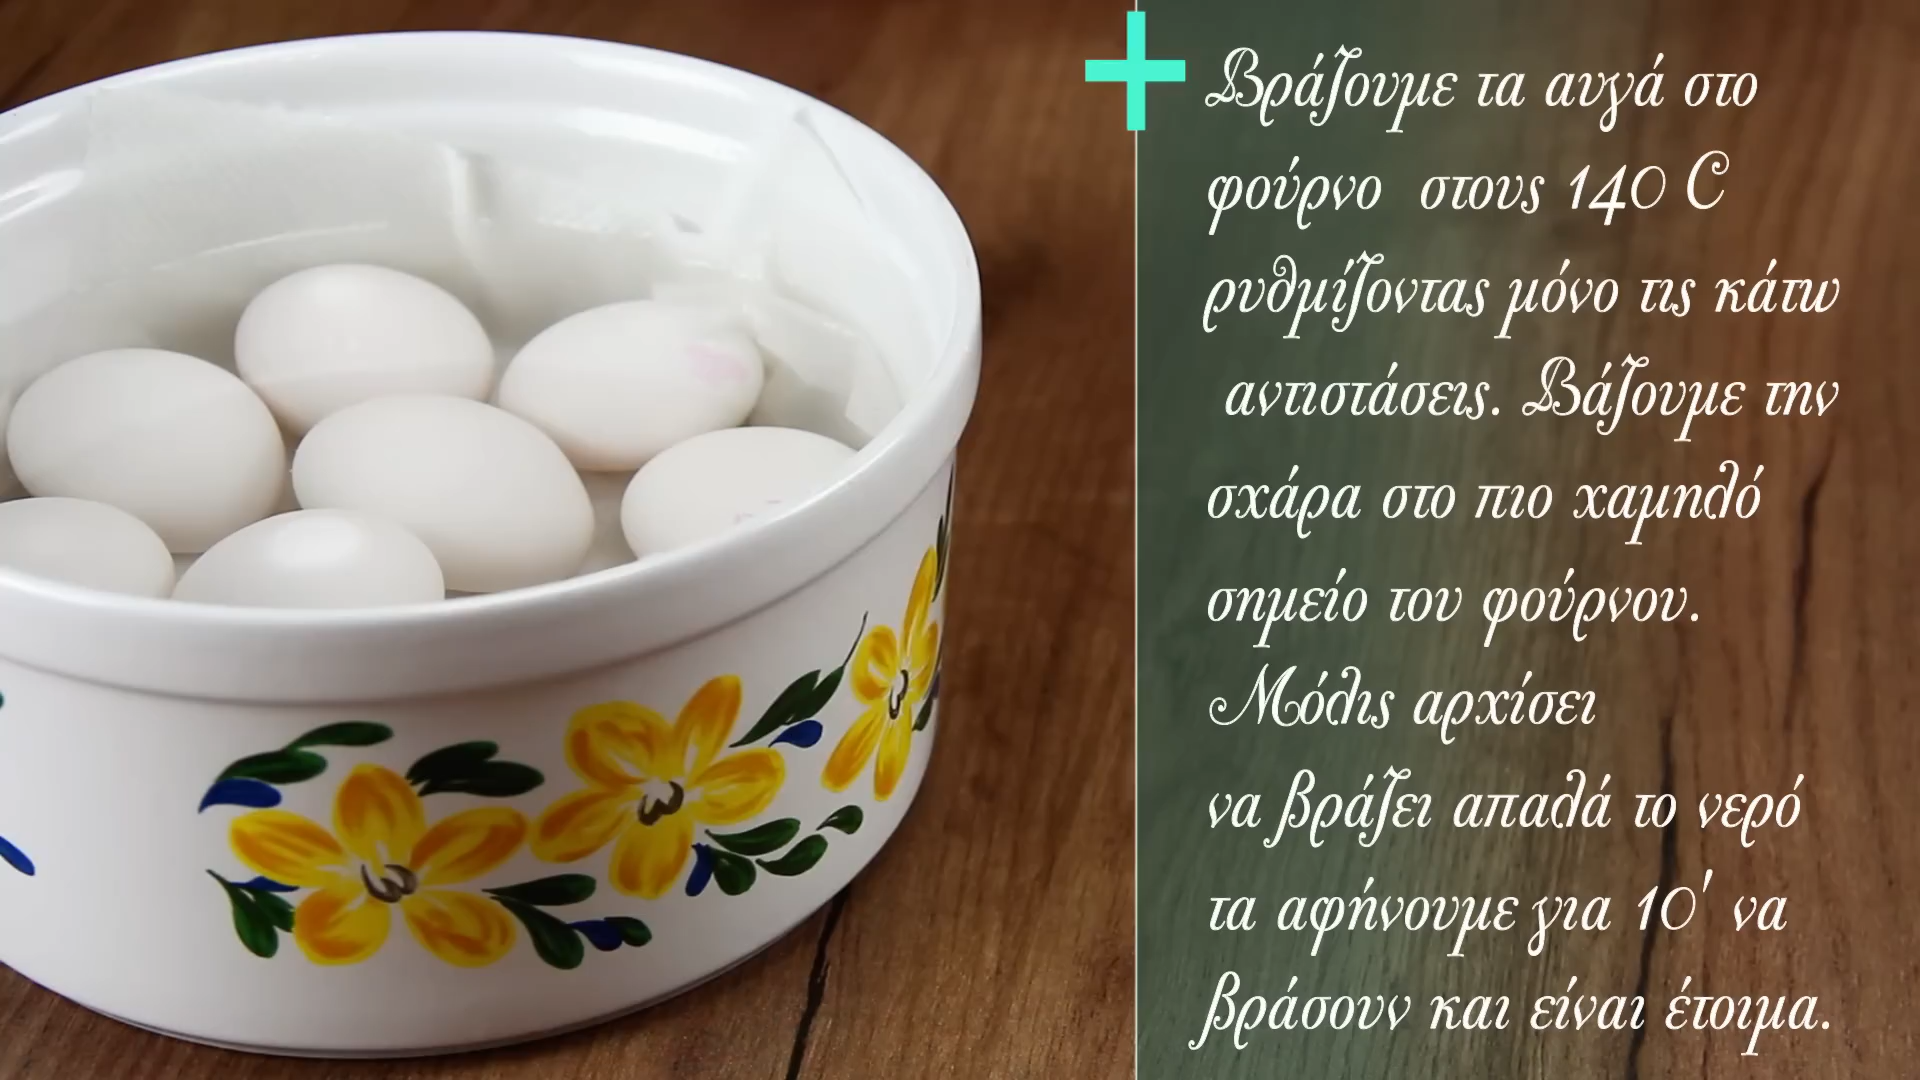 Βράζουμε τα αυγά στο
φούρνο στους 140 C
ρυθμίζοντας μόνο τις κάτω
αντιστάσεις. Βάζουμε την
σχάρα στο πιο χαμηλό
σημείο του φούρνου.
Μόλις αρχίσει
να βράζει απαλά το νερό
τα αφήνουμε για 10' να
βράσουν και είναι έτοιμα.